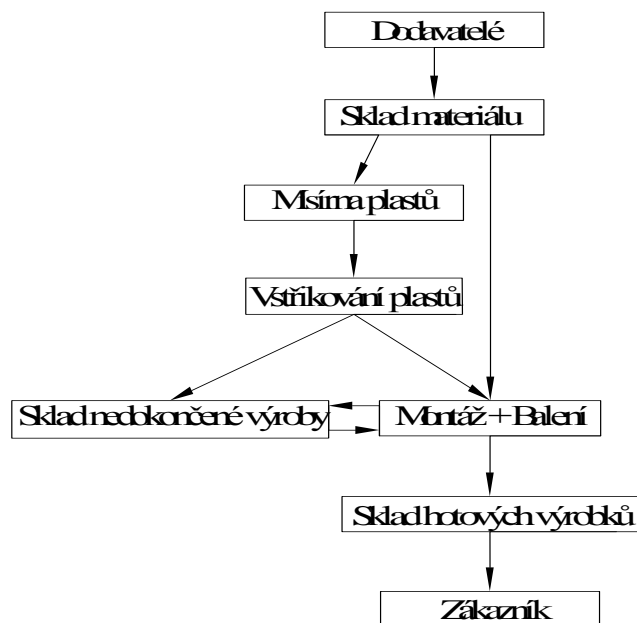 Dodavatelé
Sklad materiálu
Mísírna plastů
Vstřikování plastů
Sklad nedokončené výroby
Montáž + Balení
Sklad hotových výrobků
Zákazník